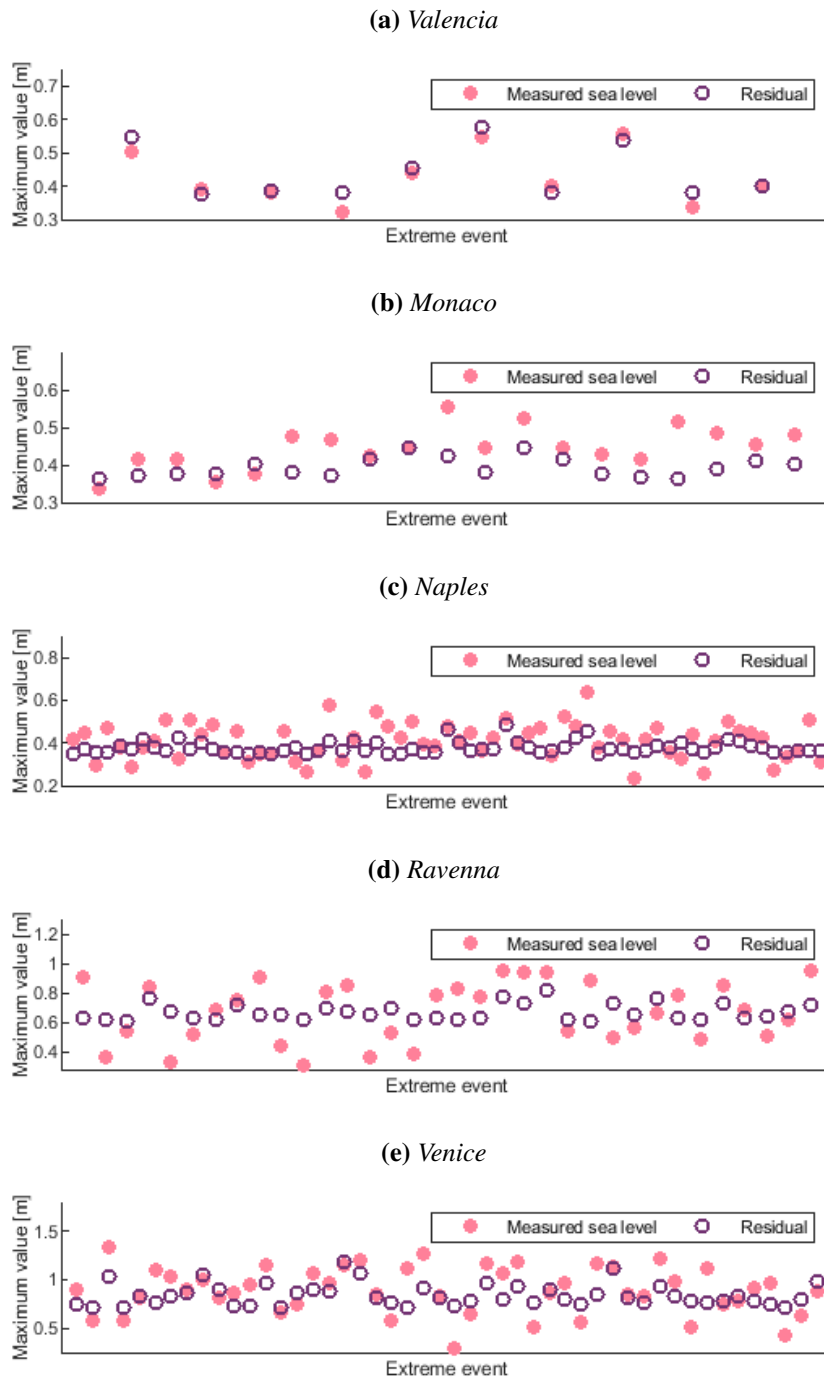 (a) Valencia
Maximum value [m]
0.7
0.6
0.5
0.4
0.3
Measured sea level
Residual
Extreme event
(b) Monaco
Maximum value [m]
0.6
0.5
0.4
0.3
Measured sea level
Residual
Extreme event
(c) Naples
Maximum value [m]
0.8
0.6
0.4
0.2
Measured sea level
Residual
Extreme event
(d) Ravenna
Maximum value [m]
1.2
1
0.8
0.6
0.4
Measured sea level
Residual
Extreme event
(e) Venice
Maximum value [m]
1.5
1
0.5
Measured sea level
Residual
Extreme event